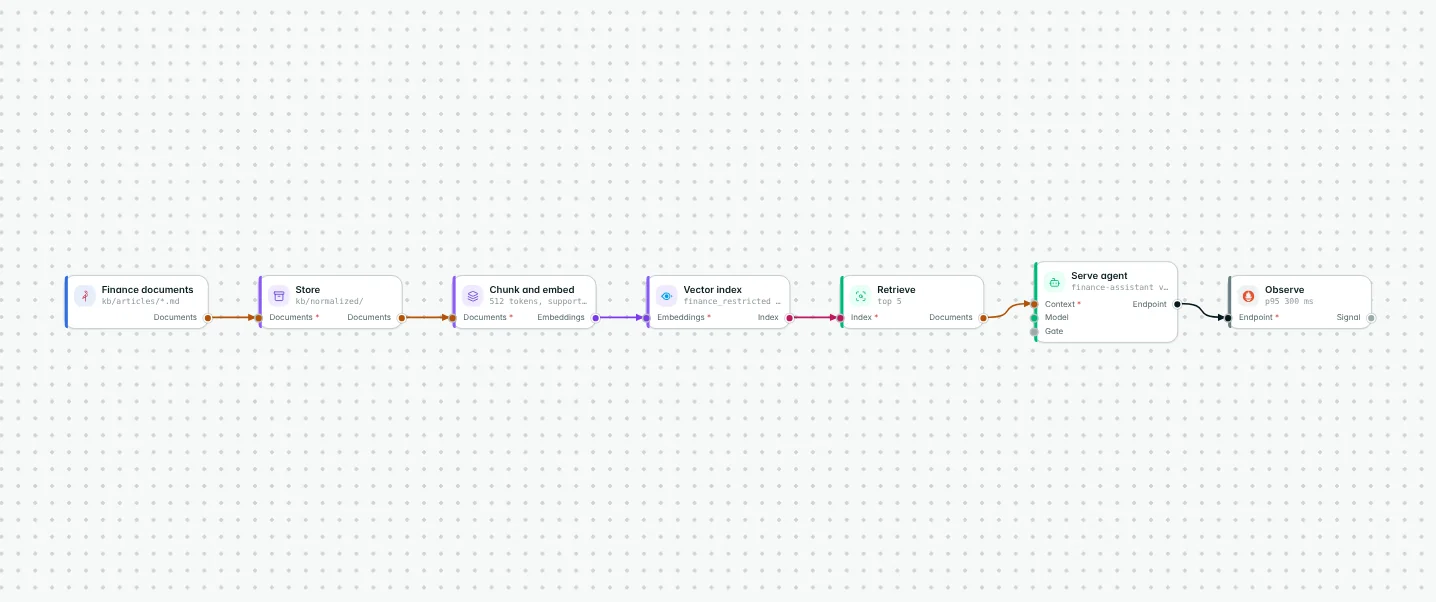 Finance documents
kb/articles/*.md
Documents
Store
kb/normalized/
Documents * Documents
Chunk and embed
512 tokens, support…
Documents * Embeddings
Vector index
finance_restricted …
Embeddings * Index
Retrieve
top 5
Index * Documents
Serve agent
finance-assistant v…
Context * Endpoint
Model
Gate
Observe
p95 300 ms
Endpoint * Signal